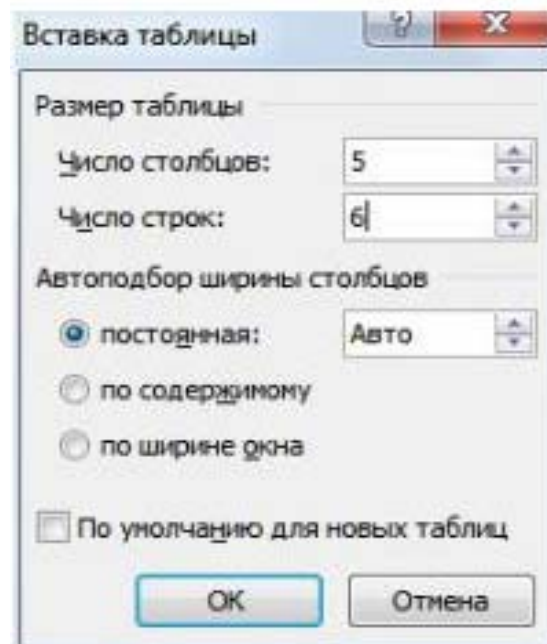 Вставка таблицы
Размер таблицы
Число столбцов: 5
Число строк: 6
Автоподбор ширины столбцов
постоянная: Авто
по содержимому
по ширине окна
По умолчанию для новых таблиц
ОК Отмена